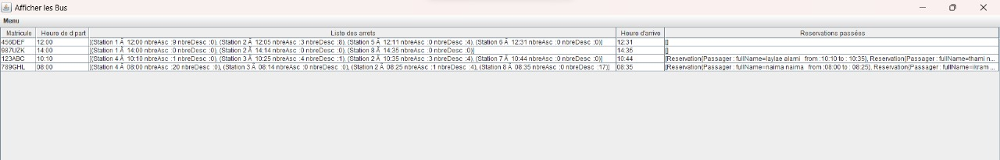 Afficher les Bus
Menu
Matricule Heure de d part Liste des arrets Heure d'arrive Reservations passées
456DEF 12:00 [(Station 1 Ã  12:00 nbreAsc :9 nbreDesc :0), (Station 2 Ã  12:05 nbreAsc :3 nbreDesc :8), (Station 5 Ã  12:11 nbreAsc :0 nbreDesc :4), (Station 6 Ã  12:31 nbreAsc :0 nbreDesc :0)] 12:31 []
987UZK 14:00 [(Station 1 Ã  14:00 nbreAsc :0 nbreDesc :0), (Station 2 Ã  14:14 nbreAsc :0 nbreDesc :0), (Station 8 Ã  14:35 nbreAsc :0 nbreDesc :0)] 14:35 []
123ABC 10:10 [(Station 4 Ã  10:10 nbreAsc :1 nbreDesc :0), (Station 3 Ã  10:25 nbreAsc :4 nbreDesc :1), (Station 2 Ã  10:35 nbreAsc :3 nbreDesc :4), (Station 7 Ã  10:44 nbreAsc :0 nbreDesc :0)] 10:44 [Reservation{Passager : fullName=laylae alami from :10:10 to : 10:35}, Reservation{Passager : fullName=thami n...
789GHL 08:00 [(Station 4 Ã  08:00 nbreAsc :20 nbreDesc :0), (Station 3 Ã  08:14 nbreAsc :0 nbreDesc :0), (Station 2 Ã  08:25 nbreAsc :1 nbreDesc :4), (Station 8 Ã  08:35 nbreAsc :0 nbreDesc :17)] 08:35 [Reservation{Passager : fullName=naima naima from :08:00 to : 08:25}, Reservation{Passager : fullName=ikram ...